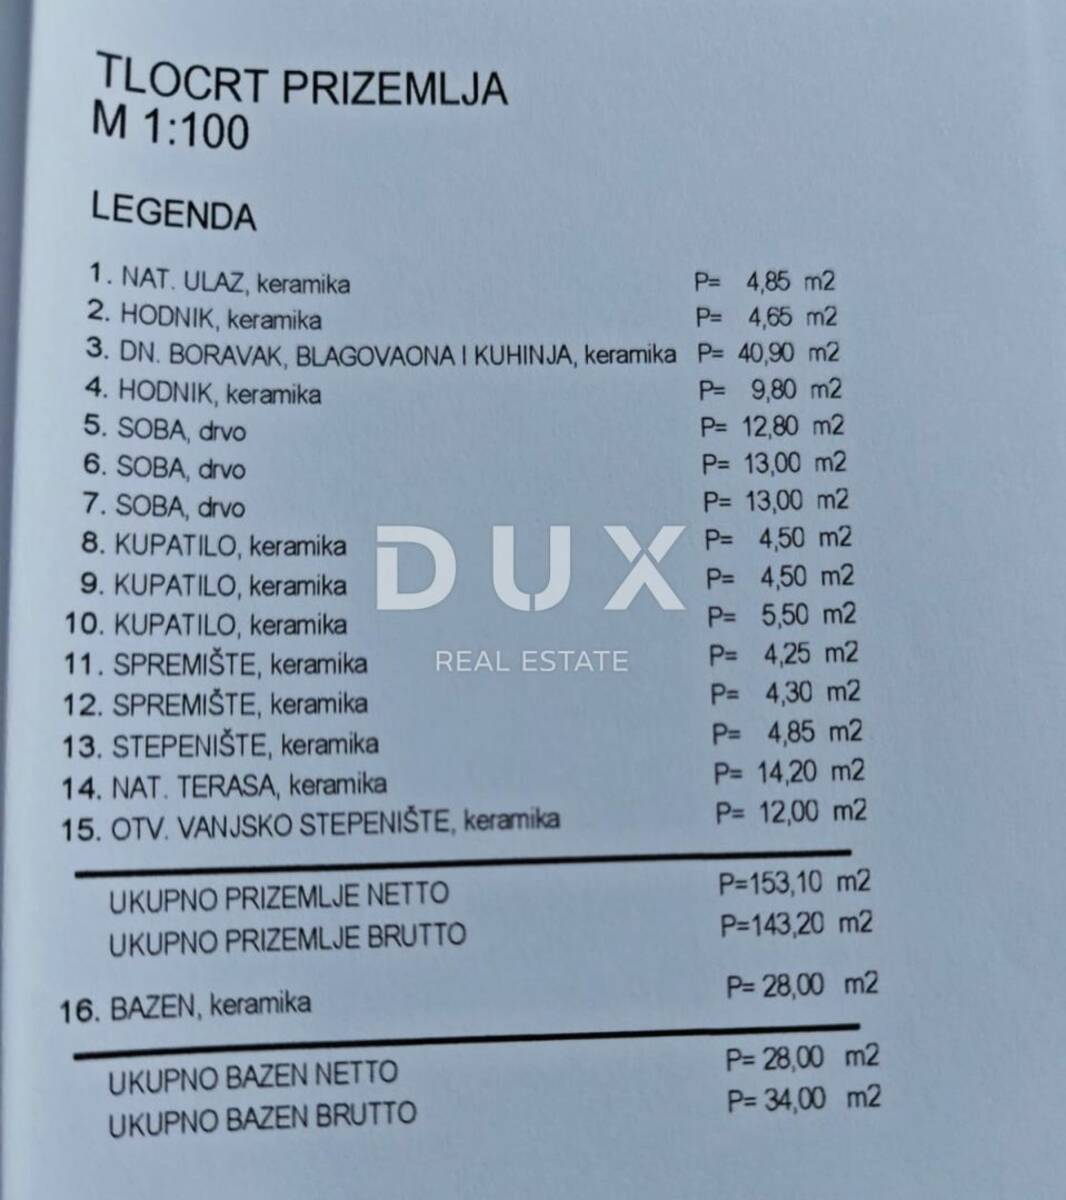 TLOCRT PRIZEMLJA
M 1:100
LEGENDA
1. NAT. ULAZ, keramika P= 4,85 m2
2. HODNIK, keramika P= 4,65 m2
3. DN. BORAVAK, BLAGOVAONA I KUHINJA, keramika P= 40,90 m2
4. HODNIK, keramika P= 9,80 m2
5. SOBA, drvo P= 12,80 m2
6. SOBA, drvo P= 13,00 m2
7. SOBA, drvo P= 13,00 m2
8. KUPATILO, keramika P= 4,50 m2
9. KUPATILO, keramika P= 4,50 m2
10. KUPATILO, keramika P= 5,50 m2
11. SPREMIŠTE, keramika P= 4,25 m2
12. SPREMIŠTE, keramika P= 4,30 m2
13. STEPENIŠTE, keramika P= 4,85 m2
14. NAT. TERASA, keramika P= 14,20 m2
15. OTV. VANJSKO STEPENIŠTE, keramika P= 12,00 m2
UKUPNO PRIZEMLJE NETTO P=153,10 m2
UKUPNO PRIZEMLJE BRUTTO P=143,20 m2
16. BAZEN, keramika P= 28,00 m2
UKUPNO BAZEN NETTO P= 28,00 m2
UKUPNO BAZEN BRUTTO P= 34,00 m2
DUX
REAL ESTATE